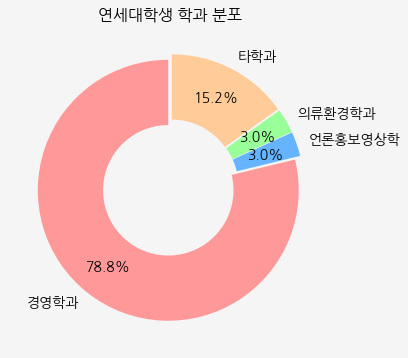 연세대학생 학과 분포
타학과
15.2%
의류환경학과
3.0%
언론홍보영상학
3.0%
78.8%
경영학과